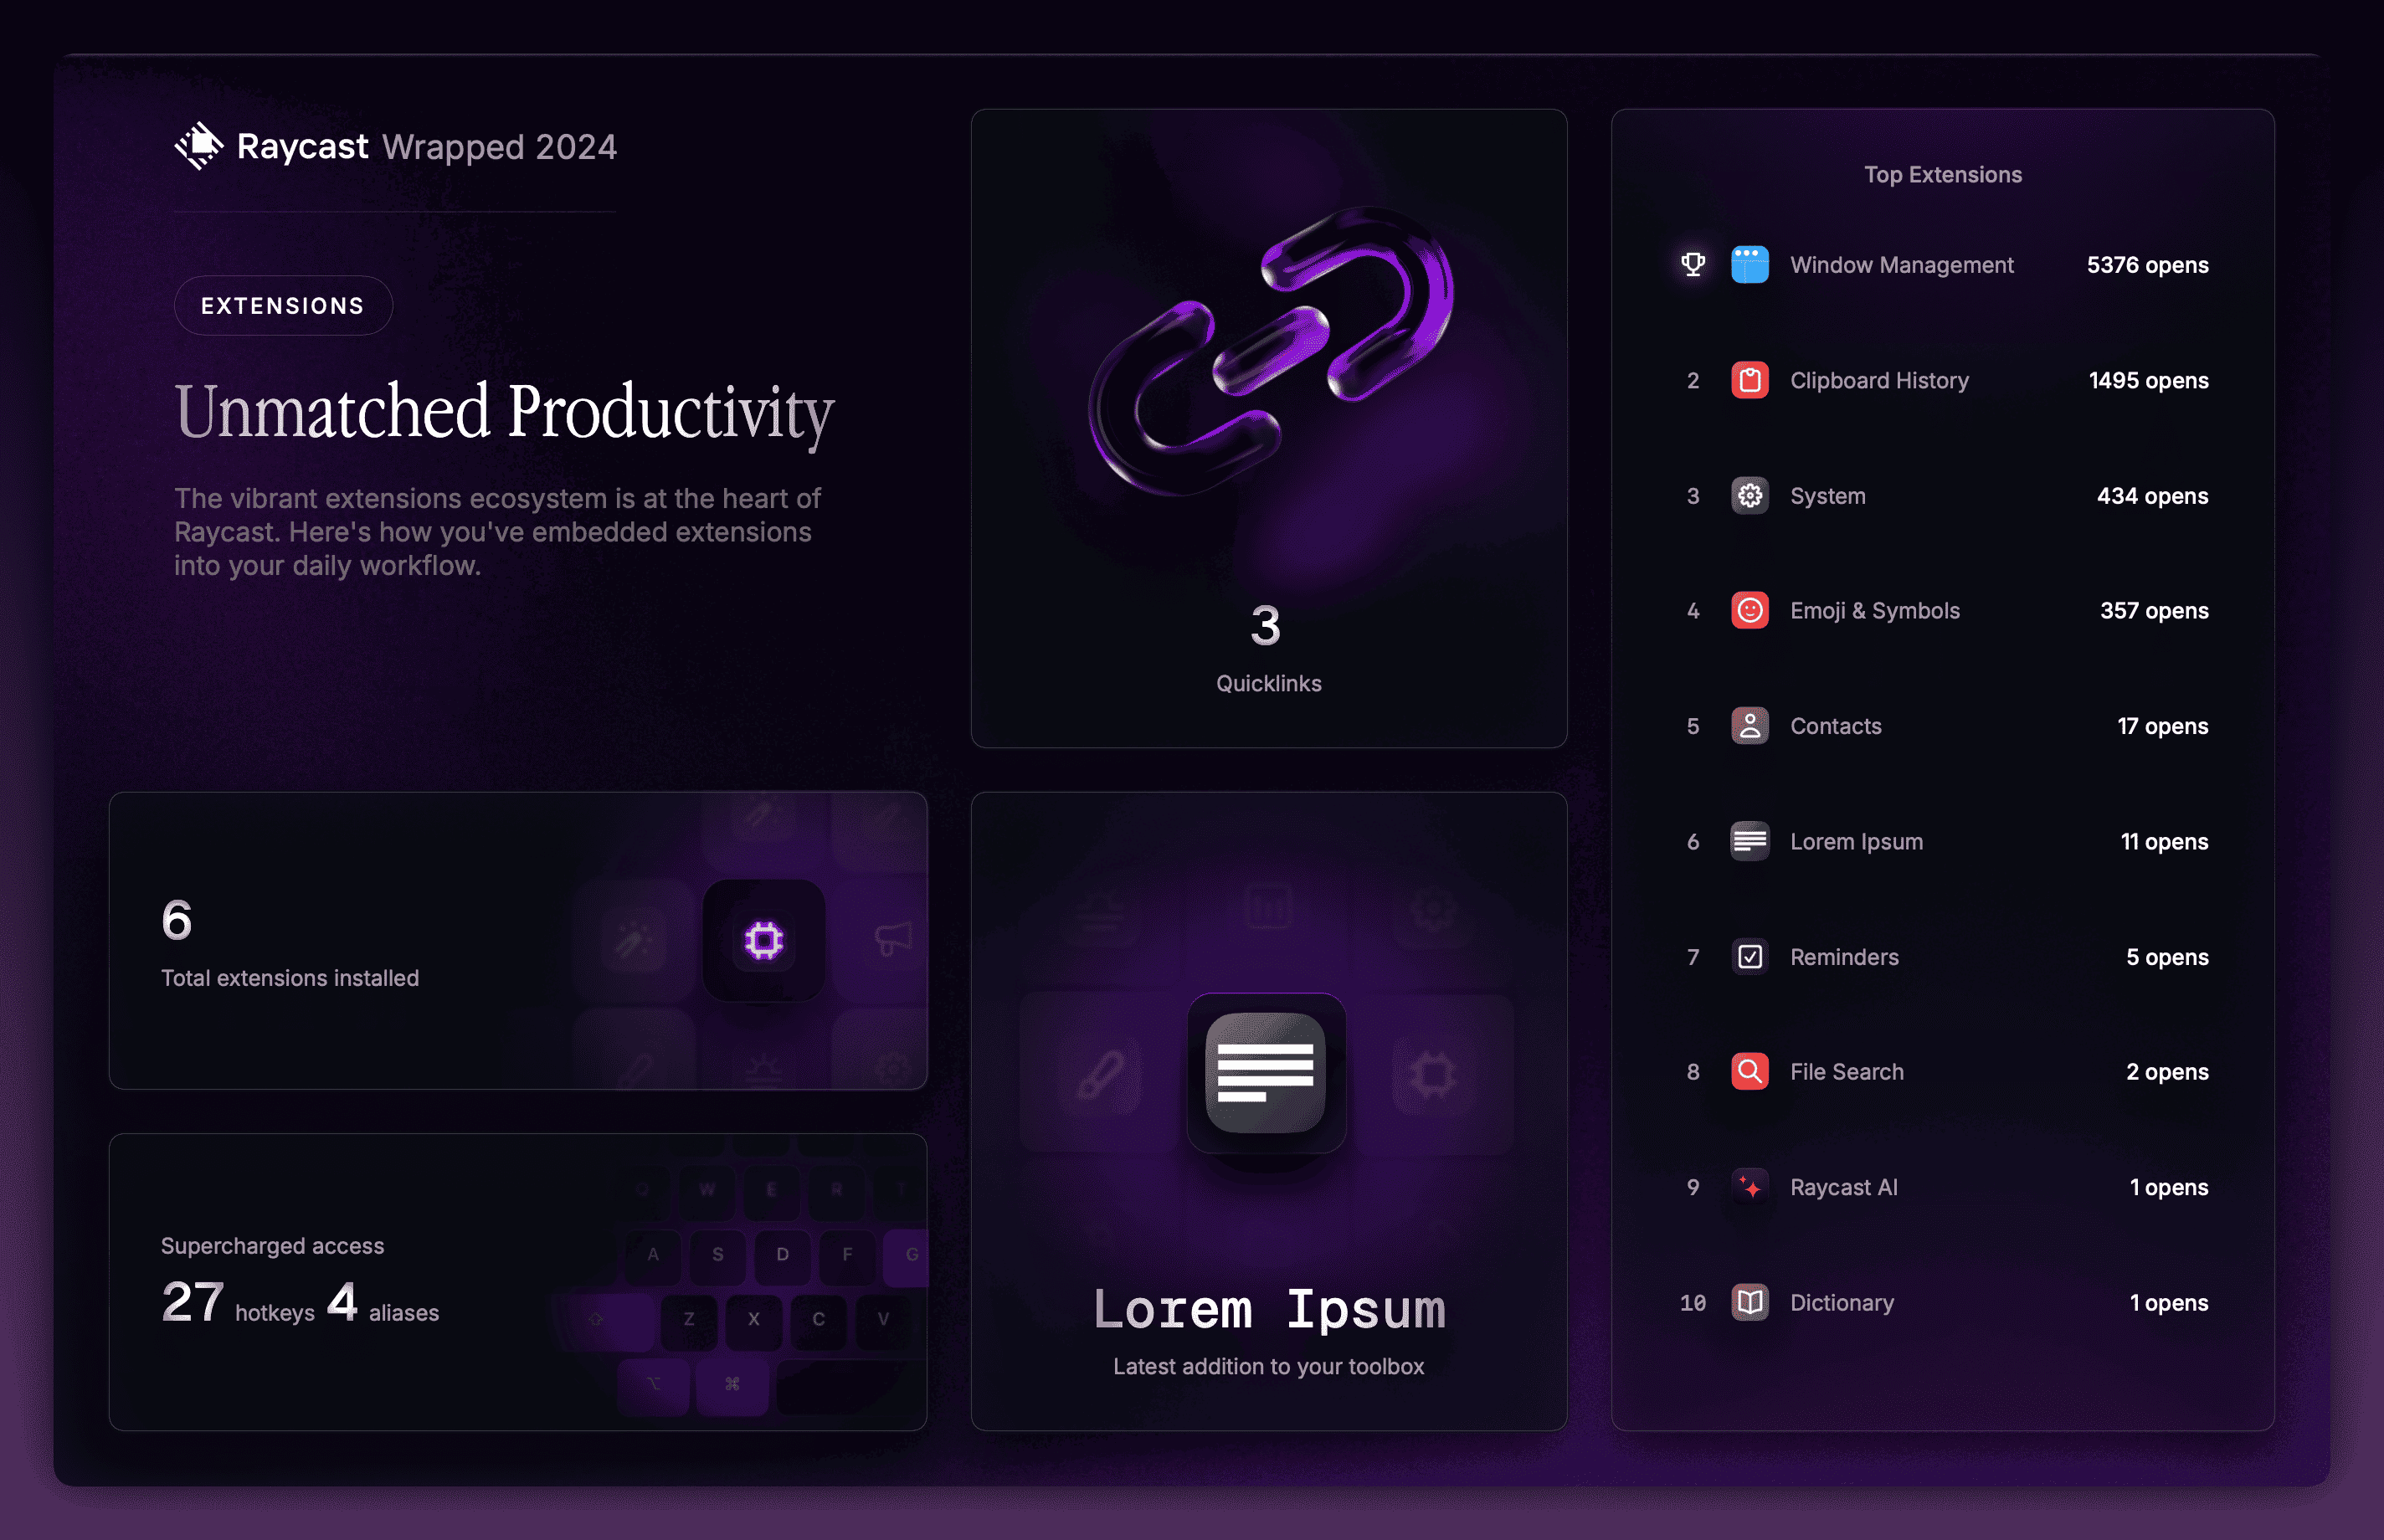 Raycast Wrapped 2024
EXTENSIONS
Unmatched Productivity
The vibrant extensions ecosystem is at the heart of
Raycast. Here's how you've embedded extensions
into your daily workflow.
3
Quicklinks
6
Total extensions installed
Supercharged access
27 hotkeys 4 aliases
Q W E R T
A S D F G
Z X C V
⌥ ⌘
Lorem Ipsum
Latest addition to your toolbox
Top Extensions
Window Management 5376 opens
2 Clipboard History 1495 opens
3 System 434 opens
4 Emoji & Symbols 357 opens
5 Contacts 17 opens
6 Lorem Ipsum 11 opens
7 Reminders 5 opens
8 File Search 2 opens
9 Raycast AI 1 opens
10 Dictionary 1 opens